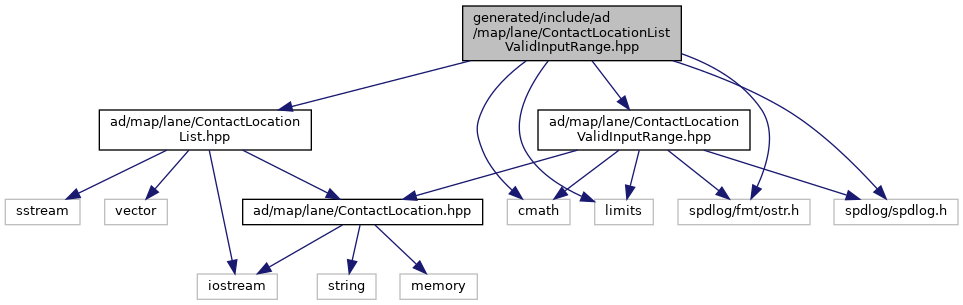 generated/include/ad
/map/lane/ContactLocationList
ValidInputRange.hpp
ad/map/lane/ContactLocation
List.hpp
ad/map/lane/ContactLocation
ValidInputRange.hpp
sstream
vector
ad/map/lane/ContactLocation.hpp
cmath
limits
spdlog/fmt/ostr.h
spdlog/spdlog.h
iostream
string
memory